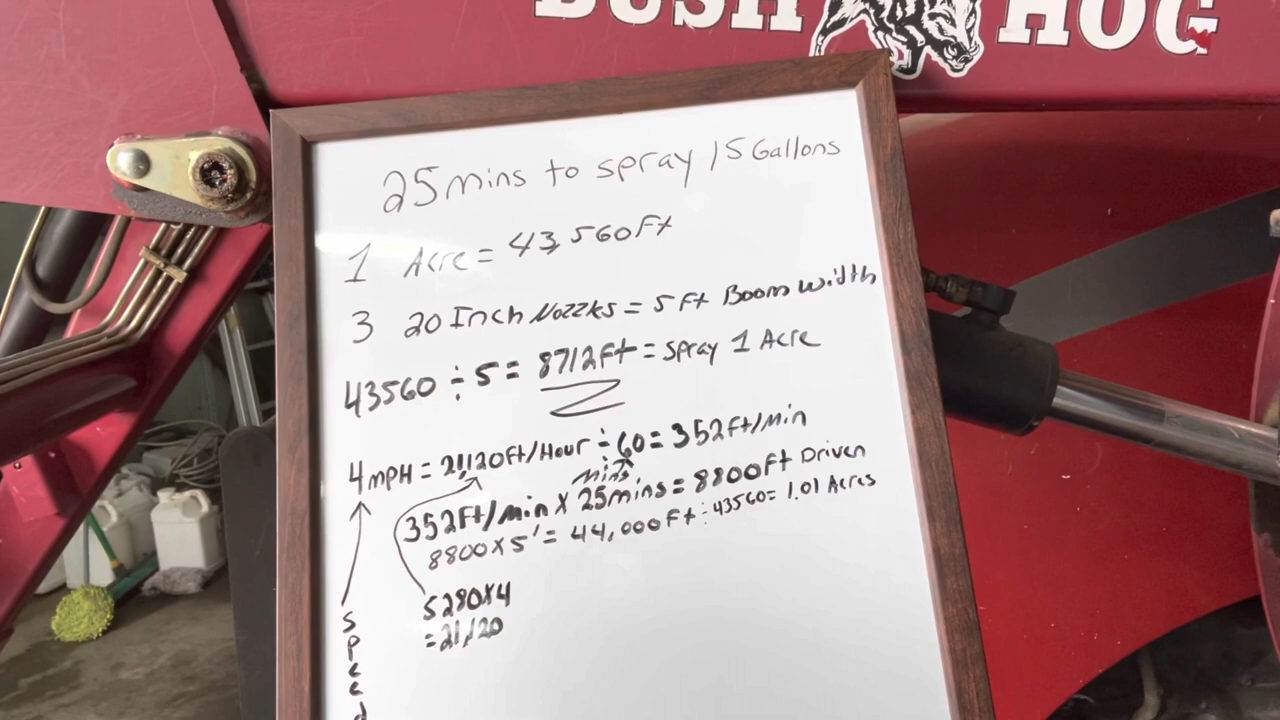 BUSH HOG
25 mins to spray 15 Gallons
1 Acre = 43,560 Ft
3 20 Inch Nozzles = 5 Ft Boom width
43560 ÷ 5 = 8712 Ft = spray 1 Acre
4 mpH = 21,120 ft/Hour ÷ 60 = 352 ft/min
mins
352 Ft/min x 25 mins = 8800 ft Driven
8800 x 5' = 44,000 Ft ÷ 43560 = 1.01 Acres
5280x4
= 21,120
speed